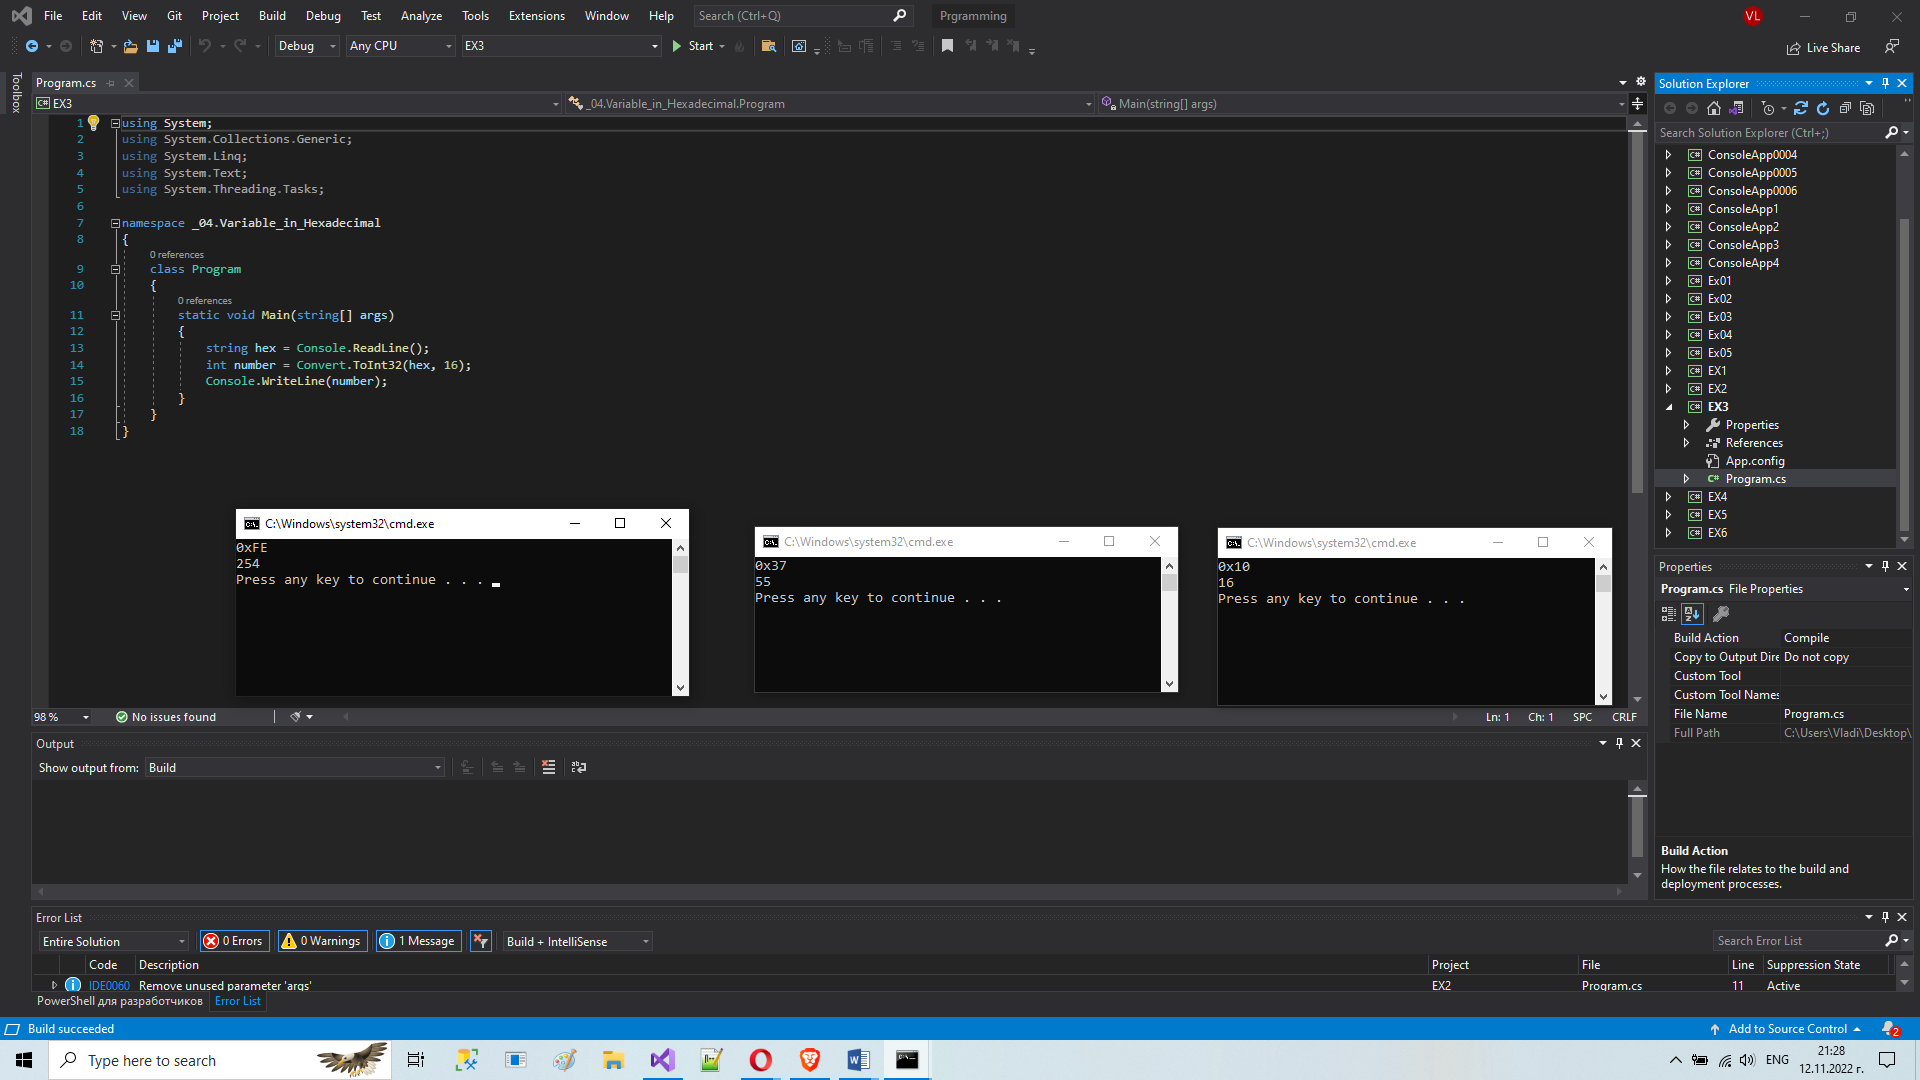 File Edit View Git Project Build Debug Test Analyze Tools Extensions Window Help Search (Ctrl+Q) Prgramming VL
Debug Any CPU EX3 Start Live Share
Toolbox
Program.cs
EX3 _04.Variable_in_Hexadecimal.Program Main(string[] args)
1 using System;
2 using System.Collections.Generic;
3 using System.Linq;
4 using System.Text;
5 using System.Threading.Tasks;
6
7 namespace _04.Variable_in_Hexadecimal
8 {
0 references
9 class Program
10 {
0 references
11 static void Main(string[] args)
12 {
13 string hex = Console.ReadLine();
14 int number = Convert.ToInt32(hex, 16);
15 Console.WriteLine(number);
16 }
17 }
18 }
C:\Windows\system32\cmd.exe
0xFE
254
Press any key to continue . . .
C:\Windows\system32\cmd.exe
0x37
55
Press any key to continue . . .
C:\Windows\system32\cmd.exe
0x10
16
Press any key to continue . . .
98 % No issues found Ln: 1 Ch: 1 SPC CRLF
Output
Show output from: Build
Error List
Entire Solution 0 Errors 0 Warnings 1 Message Build + IntelliSense Search Error List
Code Description Project File Line Suppression State
IDE0060 Remove unused parameter 'args' EX2 Program.cs 11 Active
PowerShell для разработчиков Error List
Solution Explorer
Search Solution Explorer (Ctrl+;)
C# ConsoleApp0004
C# ConsoleApp0005
C# ConsoleApp0006
C# ConsoleApp1
C# ConsoleApp2
C# ConsoleApp3
C# ConsoleApp4
C# Ex01
C# Ex02
C# Ex03
C# Ex04
C# Ex05
C# EX1
C# EX2
C# EX3
Properties
References
App.config
C# Program.cs
C# EX4
C# EX5
C# EX6
Properties
Program.cs File Properties
Build Action Compile
Copy to Output Dire Do not copy
Custom Tool
Custom Tool Names
File Name Program.cs
Full Path C:\Users\Vladi\Desktop\
Build Action
How the file relates to the build and
deployment processes.
Build succeeded Add to Source Control 2
Type here to search ENG 21:28
12.11.2022 г.